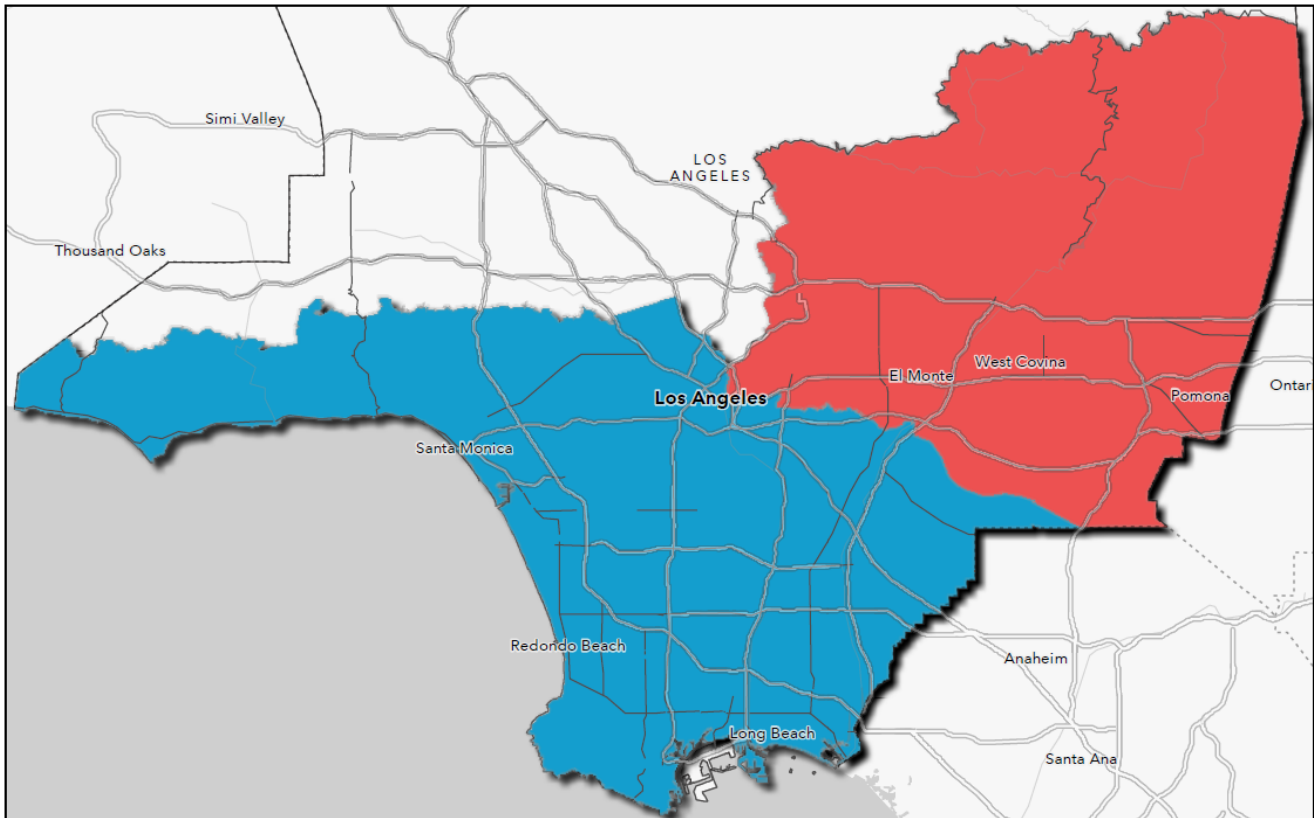 Simi Valley
LOS
ANGELES
Thousand Oaks
West Covina
El Monte
Ontar
Pomona
Los Angeles
Santa Monica
Redondo Beach
Anaheim
Long Beach
Santa Ana